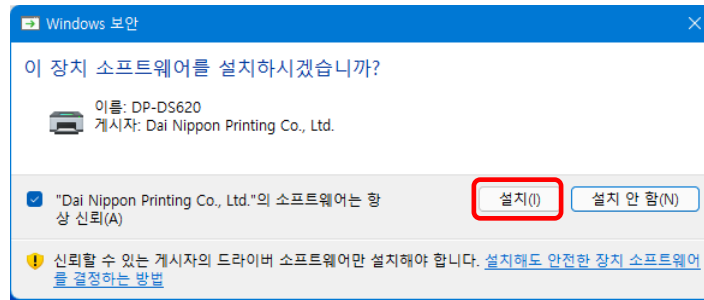 Windows 보안
이 장치 소프트웨어를 설치하시겠습니까?
이름: DP-DS620
게시자: Dai Nippon Printing Co., Ltd.
"Dai Nippon Printing Co., Ltd."의 소프트웨어는 항
상 신뢰(A)
설치(I)
설치 안 함(N)
신뢰할 수 있는 게시자의 드라이버 소프트웨어만 설치해야 합니다. 설치해도 안전한 장치 소프트웨어
를 결정하는 방법